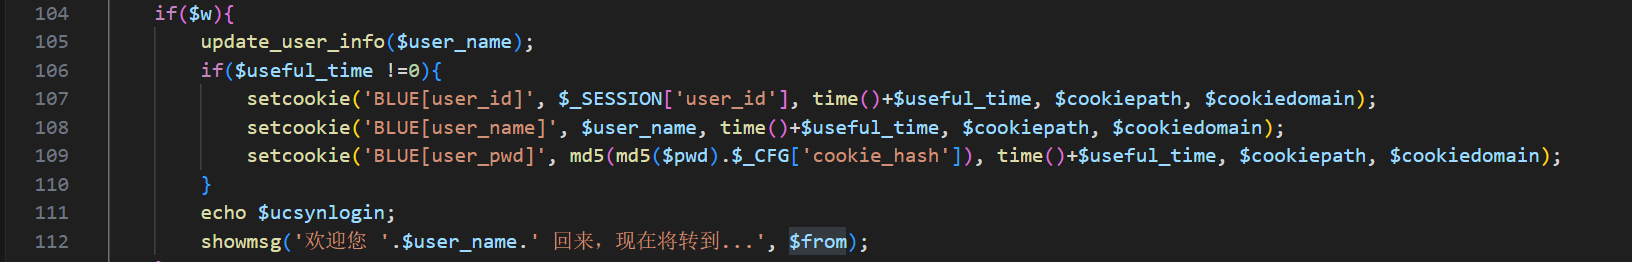 104 if($w){
105 update_user_info($user_name);
106 if($useful_time !=0){
107 setcookie('BLUE[user_id]', $_SESSION['user_id'], time()+$useful_time, $cookiepath, $cookiedomain);
108 setcookie('BLUE[user_name]', $user_name, time()+$useful_time, $cookiepath, $cookiedomain);
109 setcookie('BLUE[user_pwd]', md5(md5($pwd).$_CFG['cookie_hash']), time()+$useful_time, $cookiepath, $cookiedomain);
110 }
111 echo $ucsynlogin;
112 showmsg('欢迎您 '.$user_name.' 回来，现在将转到...', $from);